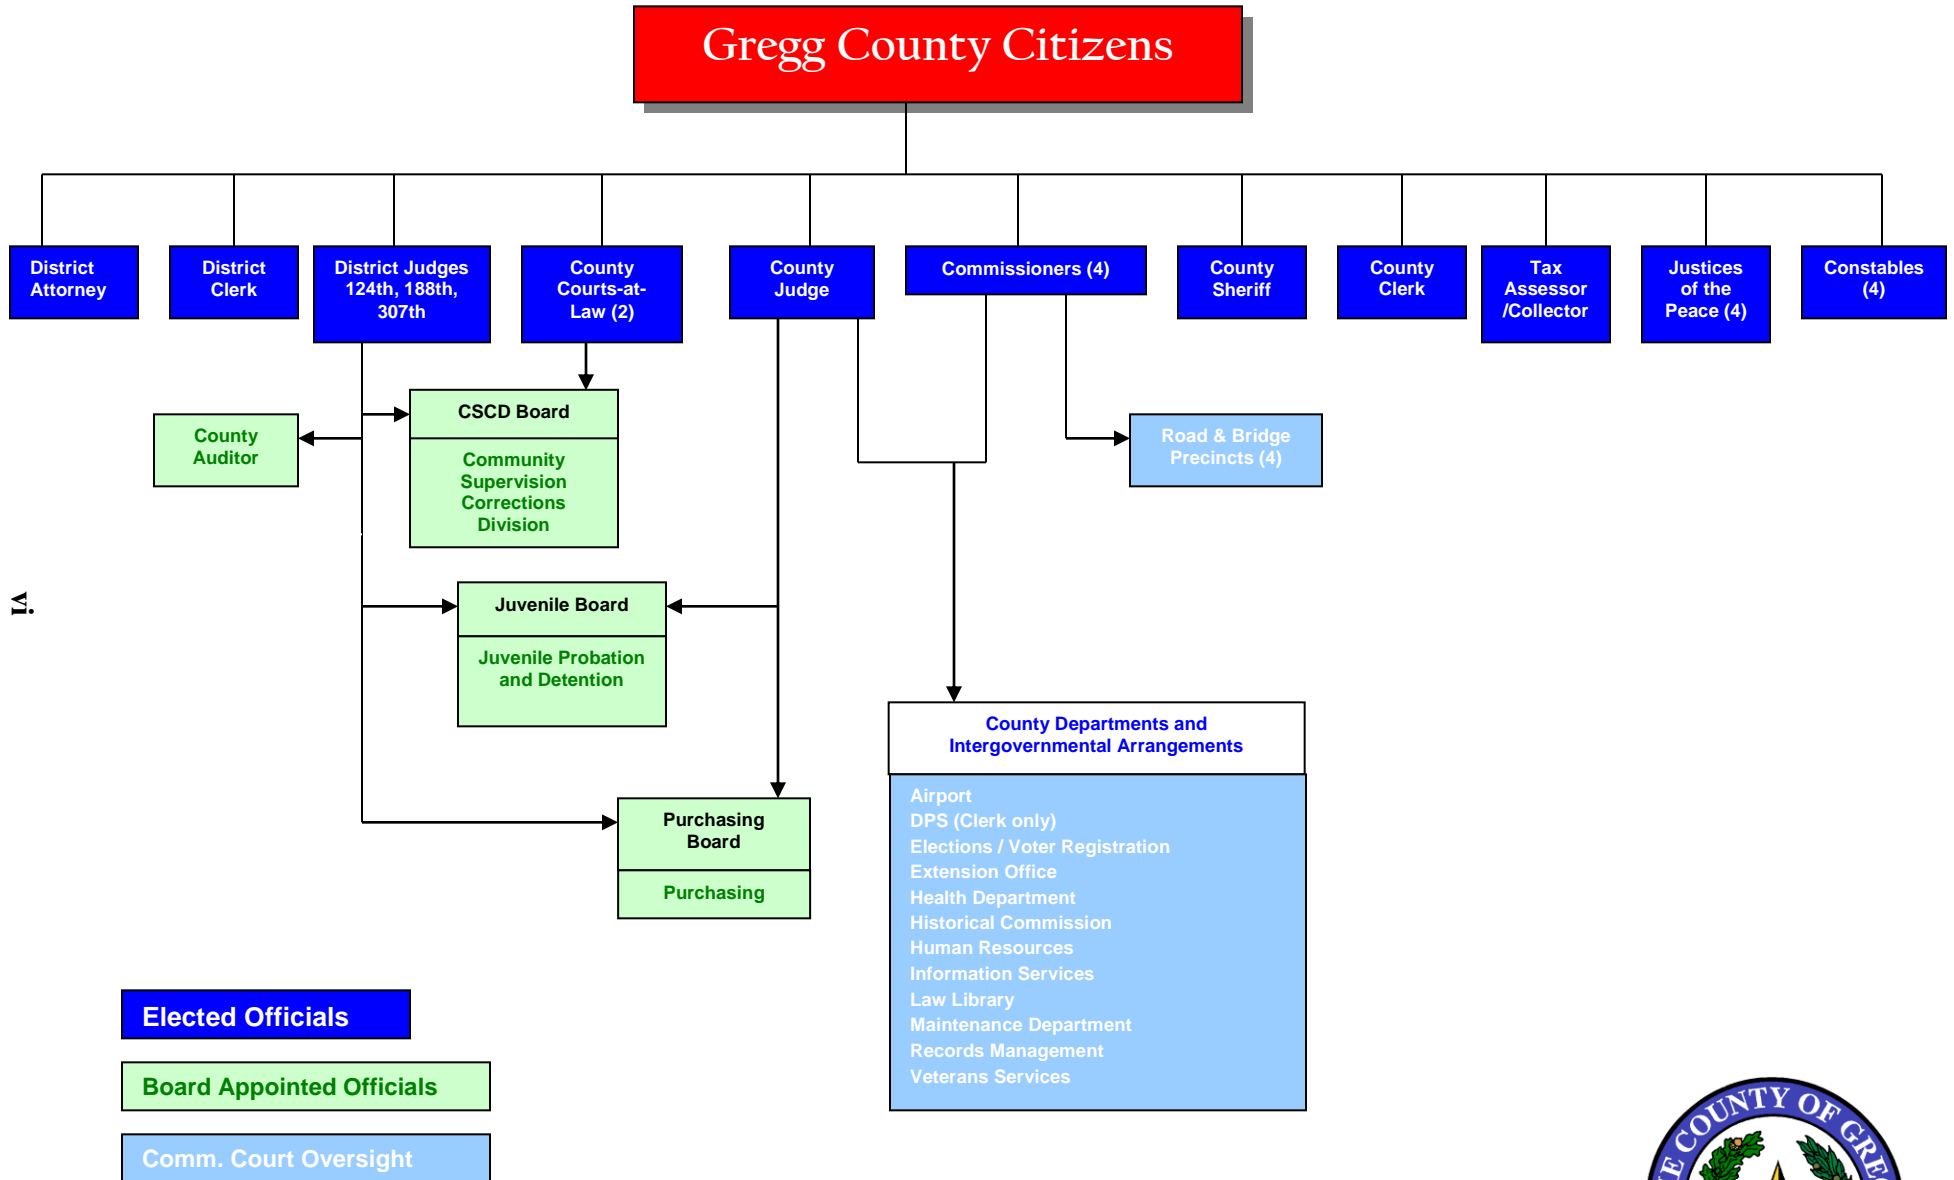 Gregg County Citizens
District
Attorney
District
Clerk
District Judges
124th, 188th,
307th
County
Courts-at-
Law (2)
County
Judge
Commissioners (4)
County
Sheriff
County
Clerk
Tax
Assessor
/Collector
Justices
of the
Peace (4)
Constables
(4)
County
Auditor
CSCD Board
Community
Supervision
Corrections
Division
Road & Bridge
Precincts (4)
vi
Juvenile Board
Juvenile Probation
and Detention
County Departments and
Intergovernmental Arrangements
Airport
DPS (Clerk only)
Elections / Voter Registration
Extension Office
Health Department
Historical Commission
Human Resources
Information Services
Law Library
Maintenance Department
Records Management
Veterans Services
Purchasing
Board
Purchasing
Elected Officials
Board Appointed Officials
Comm. Court Oversight
COUNTY OF